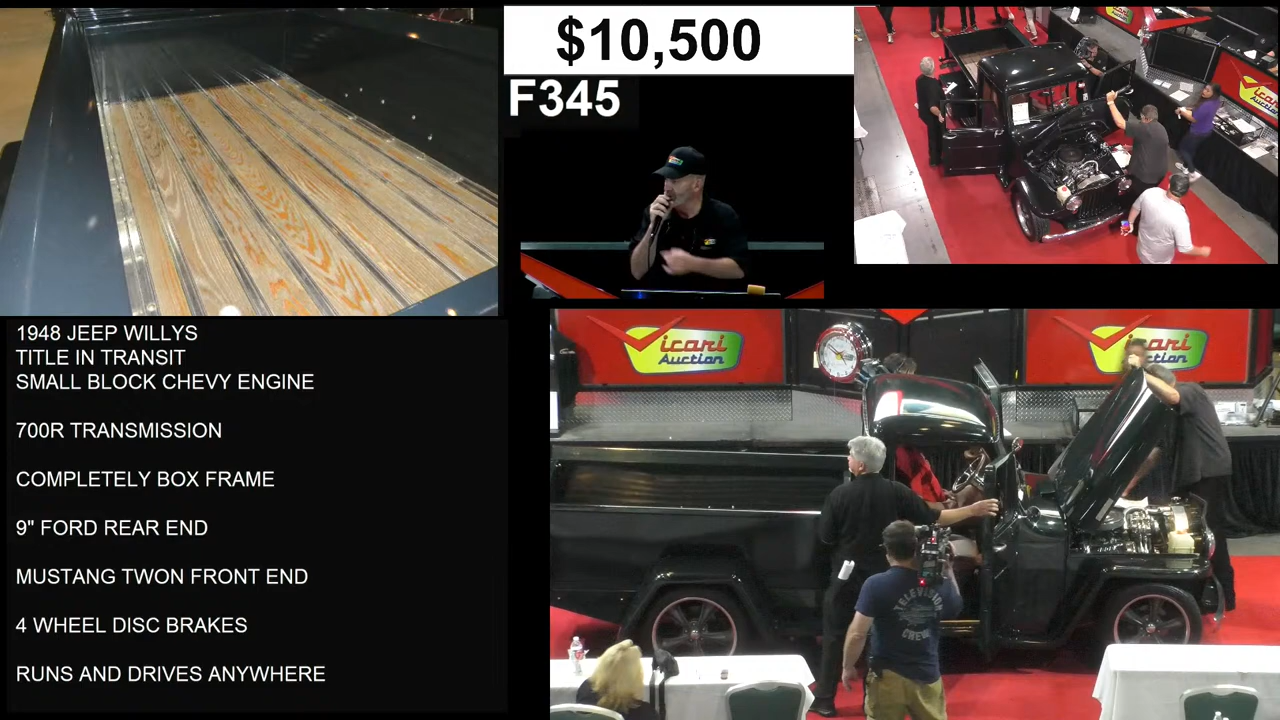 $10,500
F345
Vicari
Auction
Vicari
Auction
1948 JEEP WILLYS
TITLE IN TRANSIT
SMALL BLOCK CHEVY ENGINE
700R TRANSMISSION
COMPLETELY BOX FRAME
9" FORD REAR END
MUSTANG TWON FRONT END
4 WHEEL DISC BRAKES
RUNS AND DRIVES ANYWHERE
TELEVISION
CREW